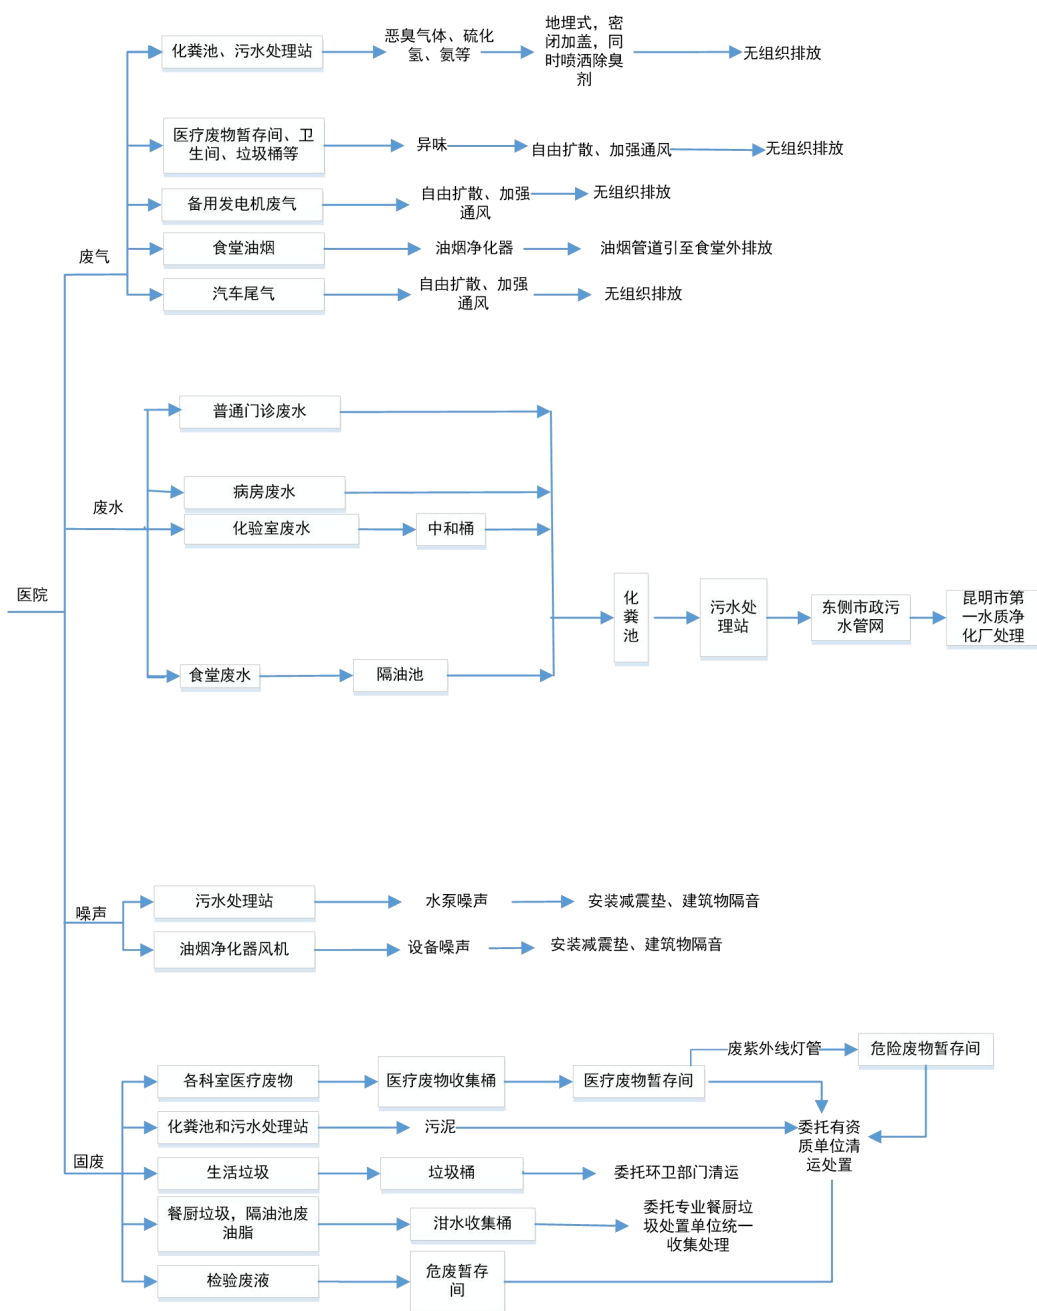 化粪池、污水处理站
恶臭气体、硫化
氢、氨等
地埋式，密
闭加盖，同
时喷洒除臭
剂
无组织排放
医疗废物暂存间、卫
生间、垃圾桶等
异味
自由扩散、加强通风
无组织排放
备用发电机废气
自由扩散、加强
通风
无组织排放
废气
食堂油烟
油烟净化器
油烟管道引至食堂外排放
汽车尾气
自由扩散、加强
通风
无组织排放
普通门诊废水
病房废水
废水
化验室废水
中和桶
医院
化
粪
池
污水处
理站
东侧市政污
水管网
昆明市第
一水质净
化厂处理
食堂废水
隔油池
污水处理站
水泵噪声
安装减震垫、建筑物隔音
噪声
油烟净化器风机
设备噪声
安装减震垫、建筑物隔音
废紫外线灯管
危险废物暂存间
各科室医疗废物
医疗废物收集桶
医疗废物暂存间
化粪池和污水处理站
污泥
委托有资
质单位清
运处置
固废
生活垃圾
垃圾桶
委托环卫部门清运
餐厨垃圾，隔油池废
油脂
泔水收集桶
委托专业餐厨垃
圾处置单位统一
收集处理
检验废液
危废暂存
间